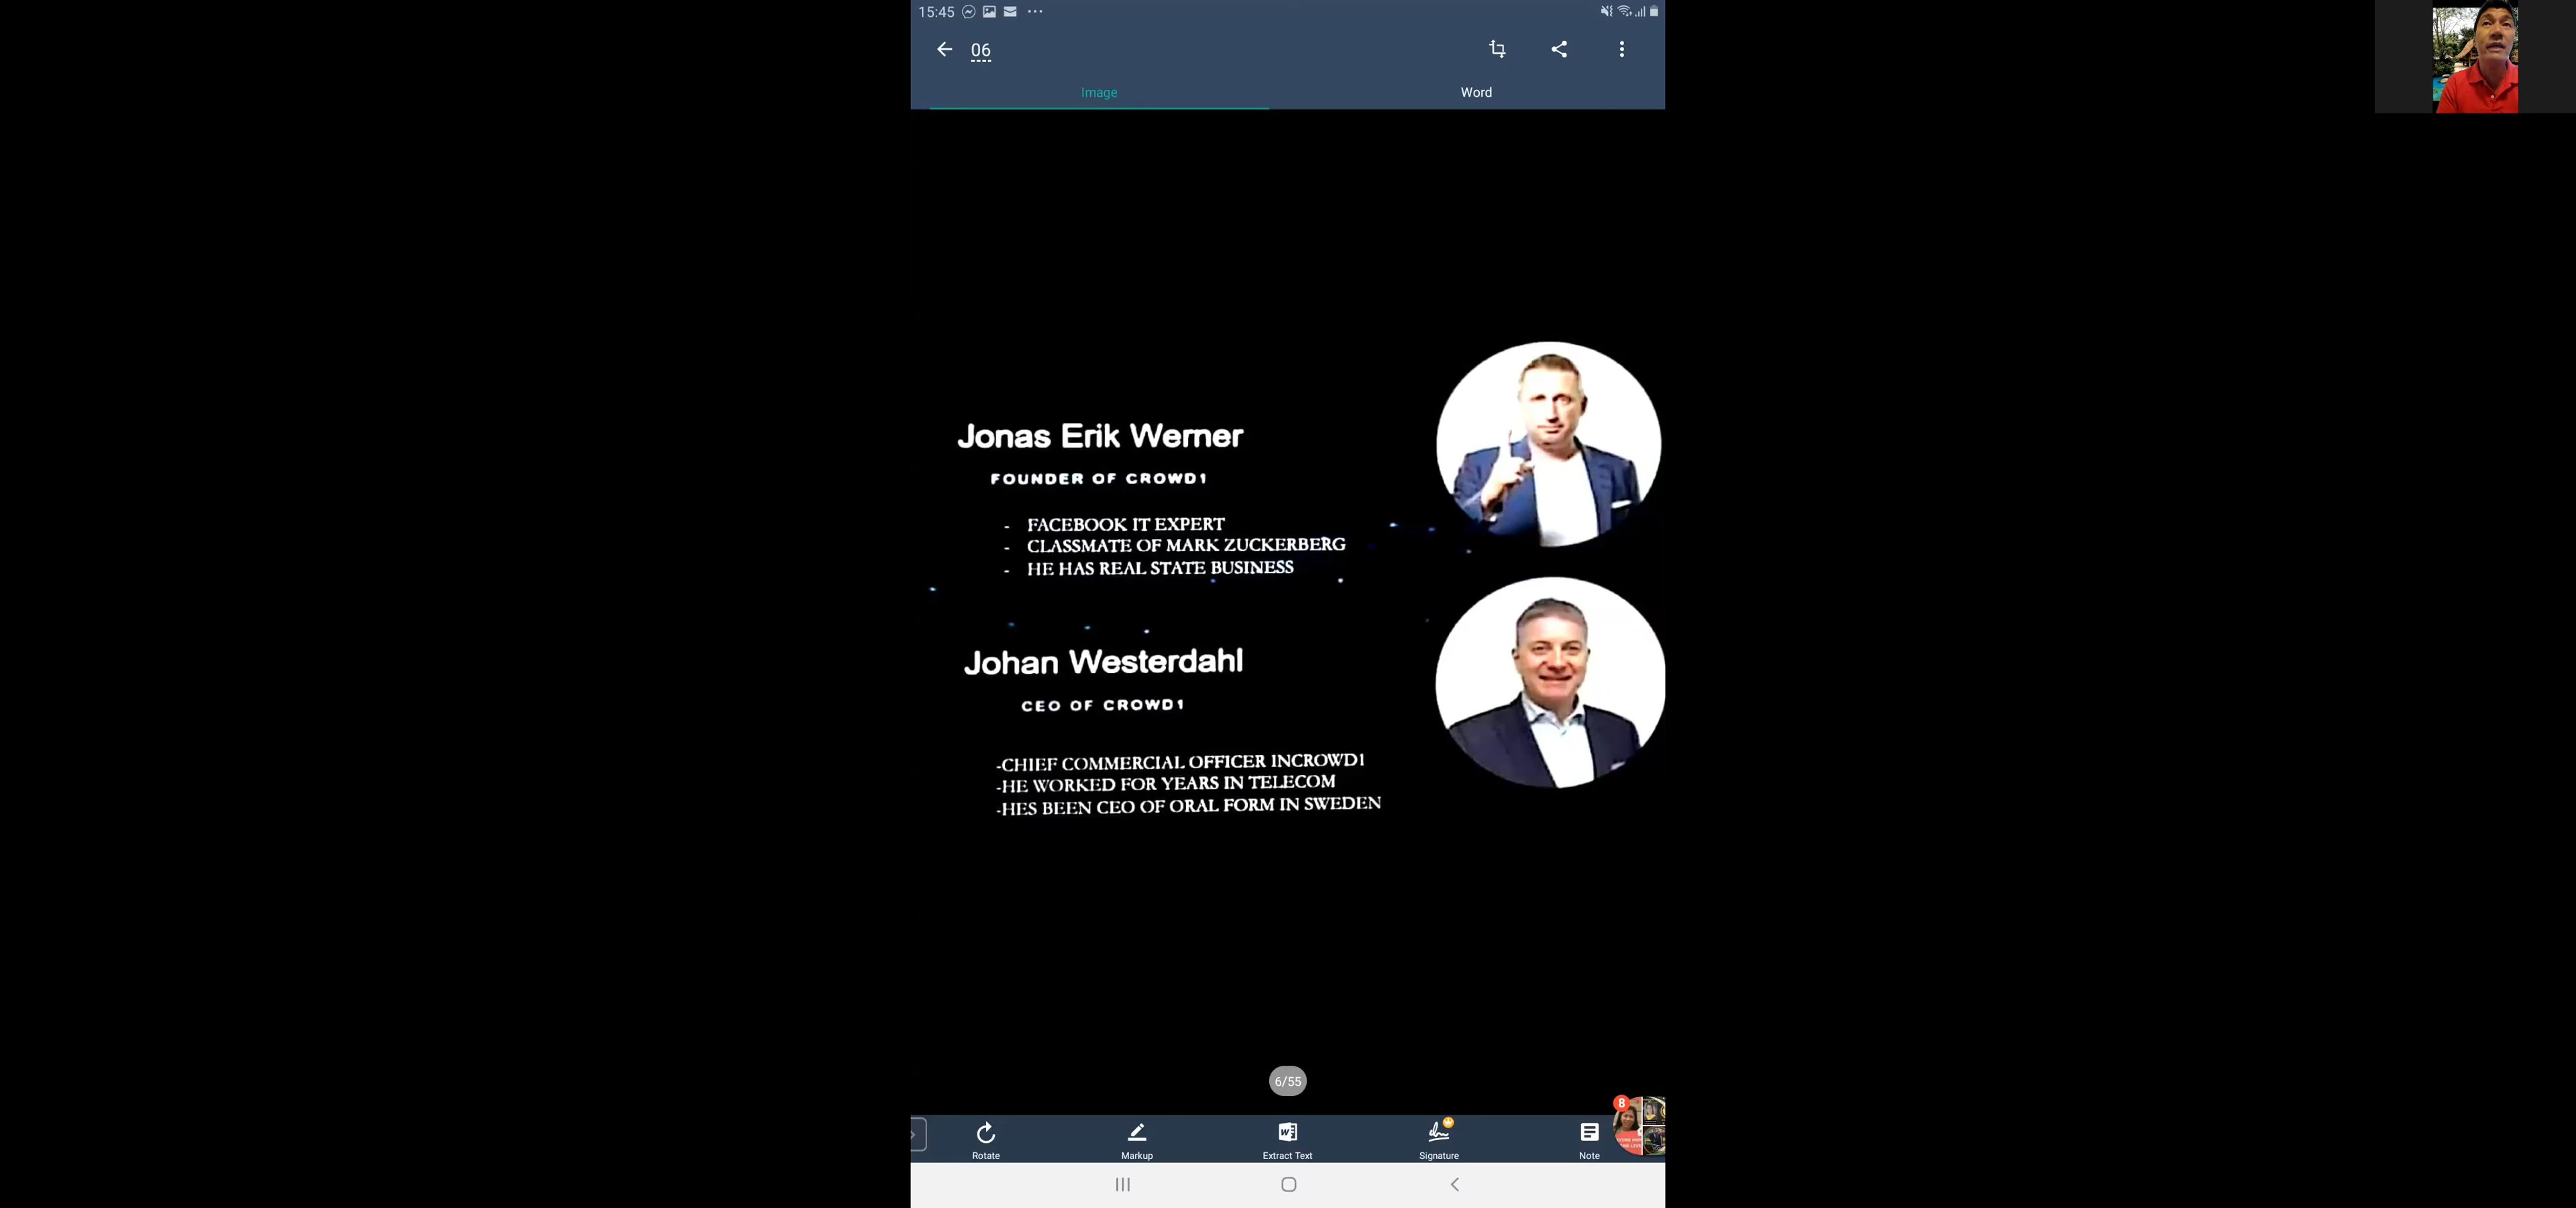 15:45
06
Image
Word
Jonas Erik Werner
FOUNDER OF CROWD1
- FACEBOOK IT EXPERT
- CLASSMATE OF MARK ZUCKERBERG
- HE HAS REAL STATE BUSINESS
Johan Westerdahl
CEO OF CROWD1
-CHIEF COMMERCIAL OFFICER INCROWD1
-HE WORKED FOR YEARS IN TELECOM
-HES BEEN CEO OF ORAL FORM IN SWEDEN
6/55
8
Rotate
Markup
Extract Text
Signature
Note